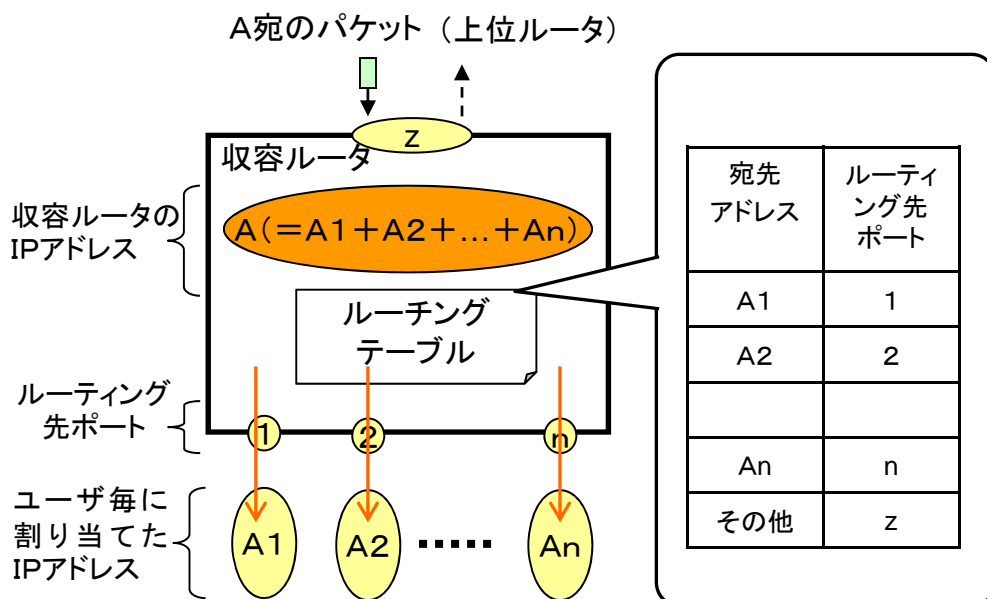 A宛のパケット（上位ルータ）
z
収容ルータ
収容ルータの
IPアドレス
A（＝A1＋A2＋…＋An）
ルーチング
テーブル
ルーティング
先ポート
1
2
n
ユーザ毎に
割り当てた
IPアドレス
A1
A2
……
An
宛先
アドレス
ルーティ
ング先
ポート
A1
1
A2
2
An
n
その他
z